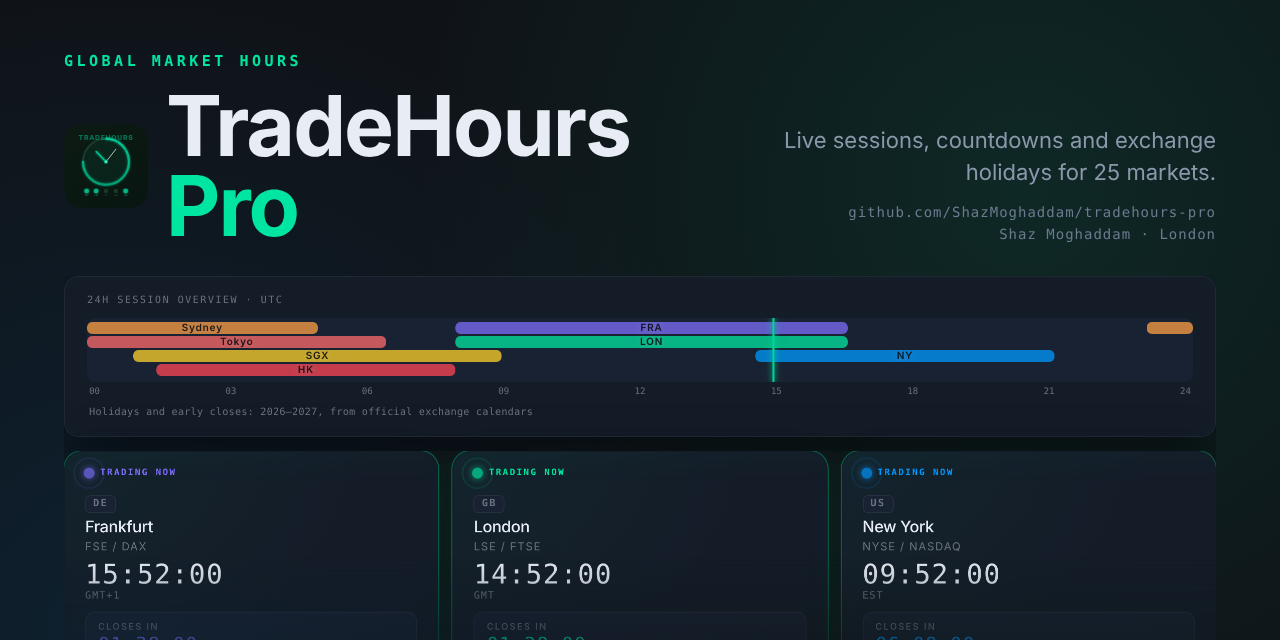 GLOBAL MARKET HOURS
TRADEHOURS
TradeHours
Pro
Live sessions, countdowns and exchange
holidays for 25 markets.
github.com/ShazMoghaddam/tradehours-pro
Shaz Moghaddam · London
24H SESSION OVERVIEW · UTC
Sydney FRA
Tokyo LON
SGX NY
HK
00 03 06 09 12 15 18 21 24
Holidays and early closes: 2026–2027, from official exchange calendars
TRADING NOW
DE
Frankfurt
FSE / DAX
15:52:00
GMT+1
CLOSES IN
TRADING NOW
GB
London
LSE / FTSE
14:52:00
GMT
CLOSES IN
TRADING NOW
US
New York
NYSE / NASDAQ
09:52:00
EST
CLOSES IN